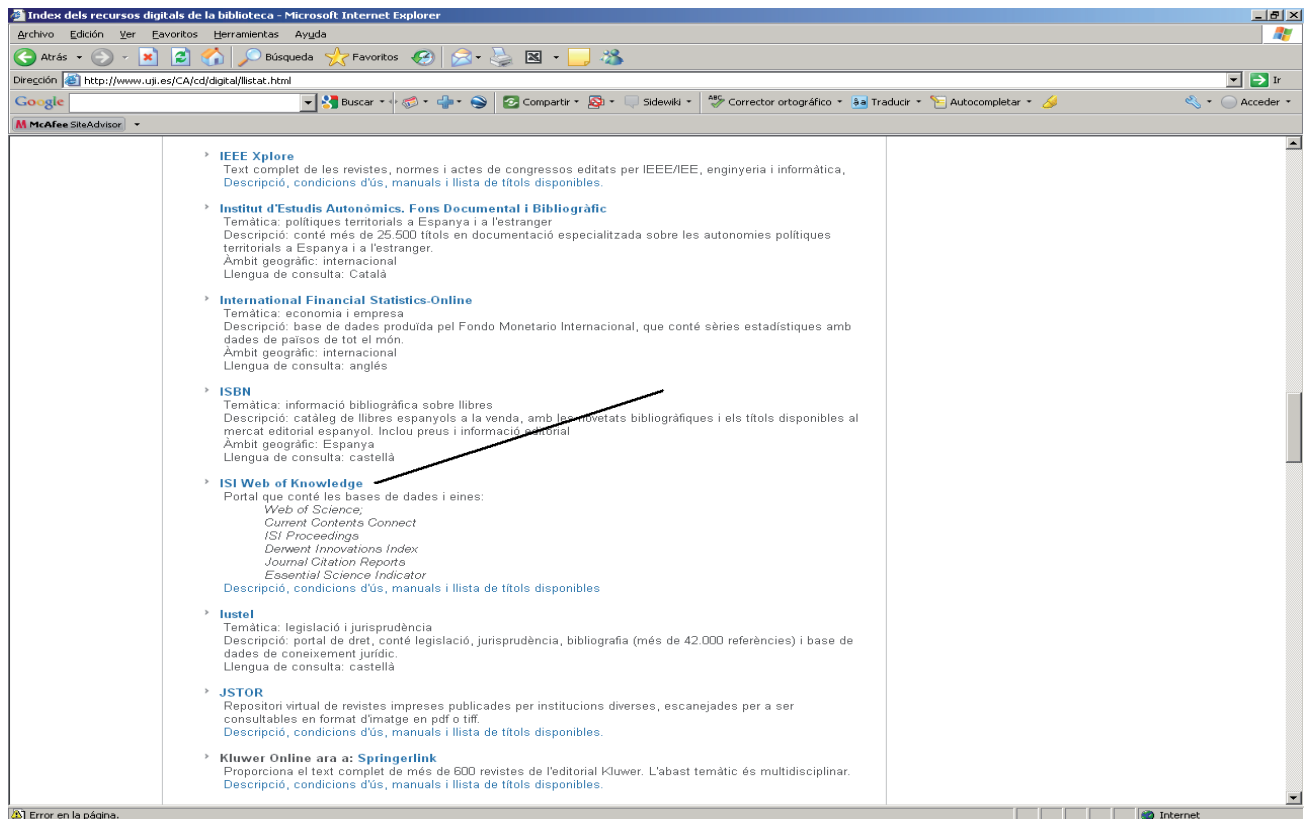 Index dels recursos digitals de la biblioteca - Microsoft Internet Explorer
Archivo Edición Ver Favoritos Herramientas Ayuda
Atrás Búsqueda Favoritos
Dirección http://www.uji.es/CA/cd/digital/llistat.html Ir
Google Buscar Compartir Sidewiki ABC Corrector ortográfico Traducir Autocompletar Acceder
McAfee SiteAdvisor
IEEE Xplore
Text complet de les revistes, normes i actes de congressos editats per IEEE/IEE, enginyeria i informàtica,
Descripció, condicions d'ús, manuals i llista de títols disponibles.
Institut d'Estudis Autonòmics. Fons Documental i Bibliogràfic
Temàtica: polítiques territorials a Espanya i a l'estranger
Descripció: conté més de 25.500 títols en documentació especialitzada sobre les autonomies polítiques
territorials a Espanya i a l'estranger.
Àmbit geogràfic: internacional
Llengua de consulta: Català
International Financial Statistics-Online
Temàtica: economia i empresa
Descripció: base de dades produïda pel Fondo Monetario Internacional, que conté sèries estadístiques amb
dades de països de tot el món.
Àmbit geogràfic: internacional
Llengua de consulta: anglés
ISBN
Temàtica: informació bibliogràfica sobre llibres
Descripció: catàleg de llibres espanyols a la venda, amb les novetats bibliogràfiques i els títols disponibles al
mercat editorial espanyol. Inclou preus i informació editorial
Àmbit geogràfic: Espanya
Llengua de consulta: castellà
ISI Web of Knowledge
Portal que conté les bases de dades i eines:
Web of Science;
Current Contents Connect
ISI Proceedings
Derwent Innovations Index
Journal Citation Reports
Essential Science Indicator
Descripció, condicions d'ús, manuals i llista de títols disponibles
Iustel
Temàtica: legislació i jurisprudència
Descripció: portal de dret, conté legislació, jurisprudència, bibliografia (més de 42.000 referències) i base de
dades de coneixement jurídic.
Llengua de consulta: castellà
JSTOR
Repositori virtual de revistes impreses publicades per institucions diverses, escanejades per a ser
consultables en format d'imatge en pdf o tiff.
Descripció, condicions d'ús, manuals i llista de títols disponibles.
Kluwer Online ara a: Springerlink
Proporciona el text complet de més de 600 revistes de l'editorial Kluwer. L'abast temàtic és multidisciplinar.
Descripció, condicions d'ús, manuals i llista de títols disponibles.
Error en la página. Internet